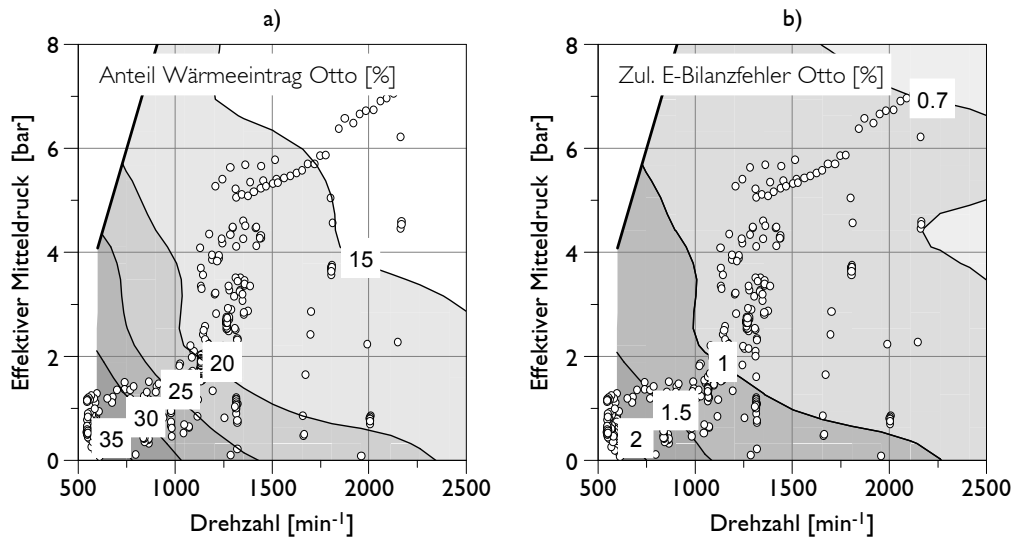 a)
Anteil Wärmeeintrag Otto [%]
Effektiver Mitteldruck [bar]
8
6
4
2
0
15
20
25
30
35
500 1000 1500 2000 2500
Drehzahl [min-1]
b)
Zul. E-Bilanzfehler Otto [%]
Effektiver Mitteldruck [bar]
8
6
4
2
0
0.7
1
1.5
2
500 1000 1500 2000 2500
Drehzahl [min-1]